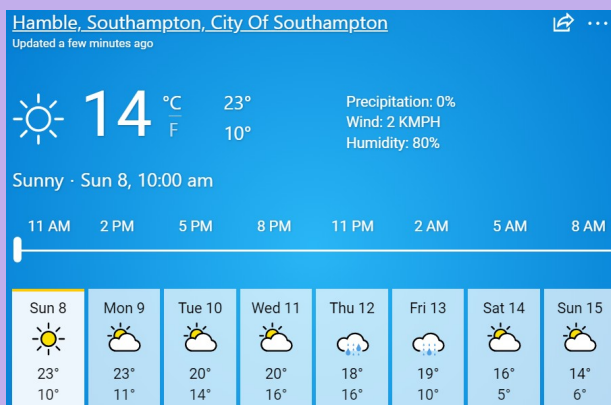 Hamble, Southampton, City Of Southampton
Updated a few minutes ago
14 °C 23° Precipitation: 0%
F 10° Wind: 2 KMPH
Humidity: 80%
Sunny · Sun 8, 10:00 am
11 AM 2 PM 5 PM 8 PM 11 PM 2 AM 5 AM 8 AM
Sun 8 Mon 9 Tue 10 Wed 11 Thu 12 Fri 13 Sat 14 Sun 15
23° 23° 20° 20° 18° 19° 16° 14°
10° 11° 14° 16° 16° 10° 5° 6°